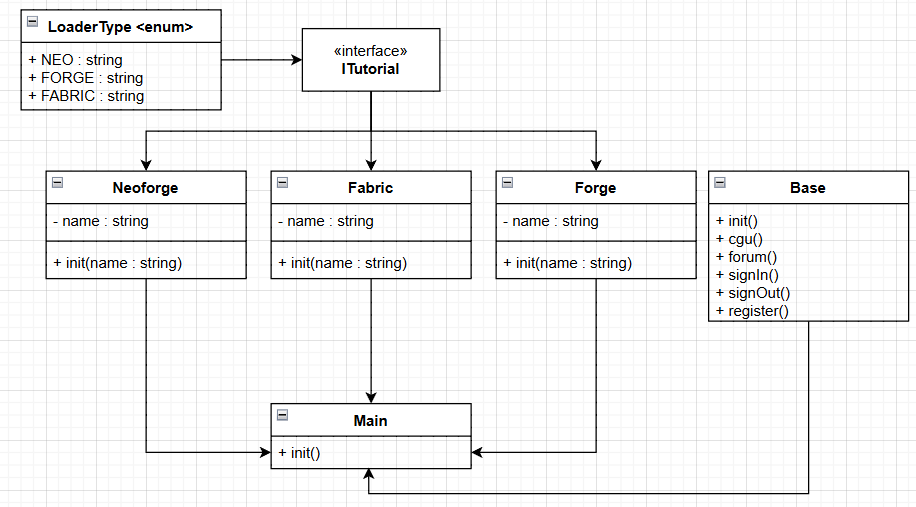 LoaderType <enum>
+ NEO : string
+ FORGE : string
+ FABRIC : string
«interface»
ITutorial
Neoforge
- name : string
+ init(name : string)
Fabric
- name : string
+ init(name : string)
Forge
- name : string
+ init(name : string)
Base
+ init()
+ cgu()
+ forum()
+ signIn()
+ signOut()
+ register()
Main
+ init()